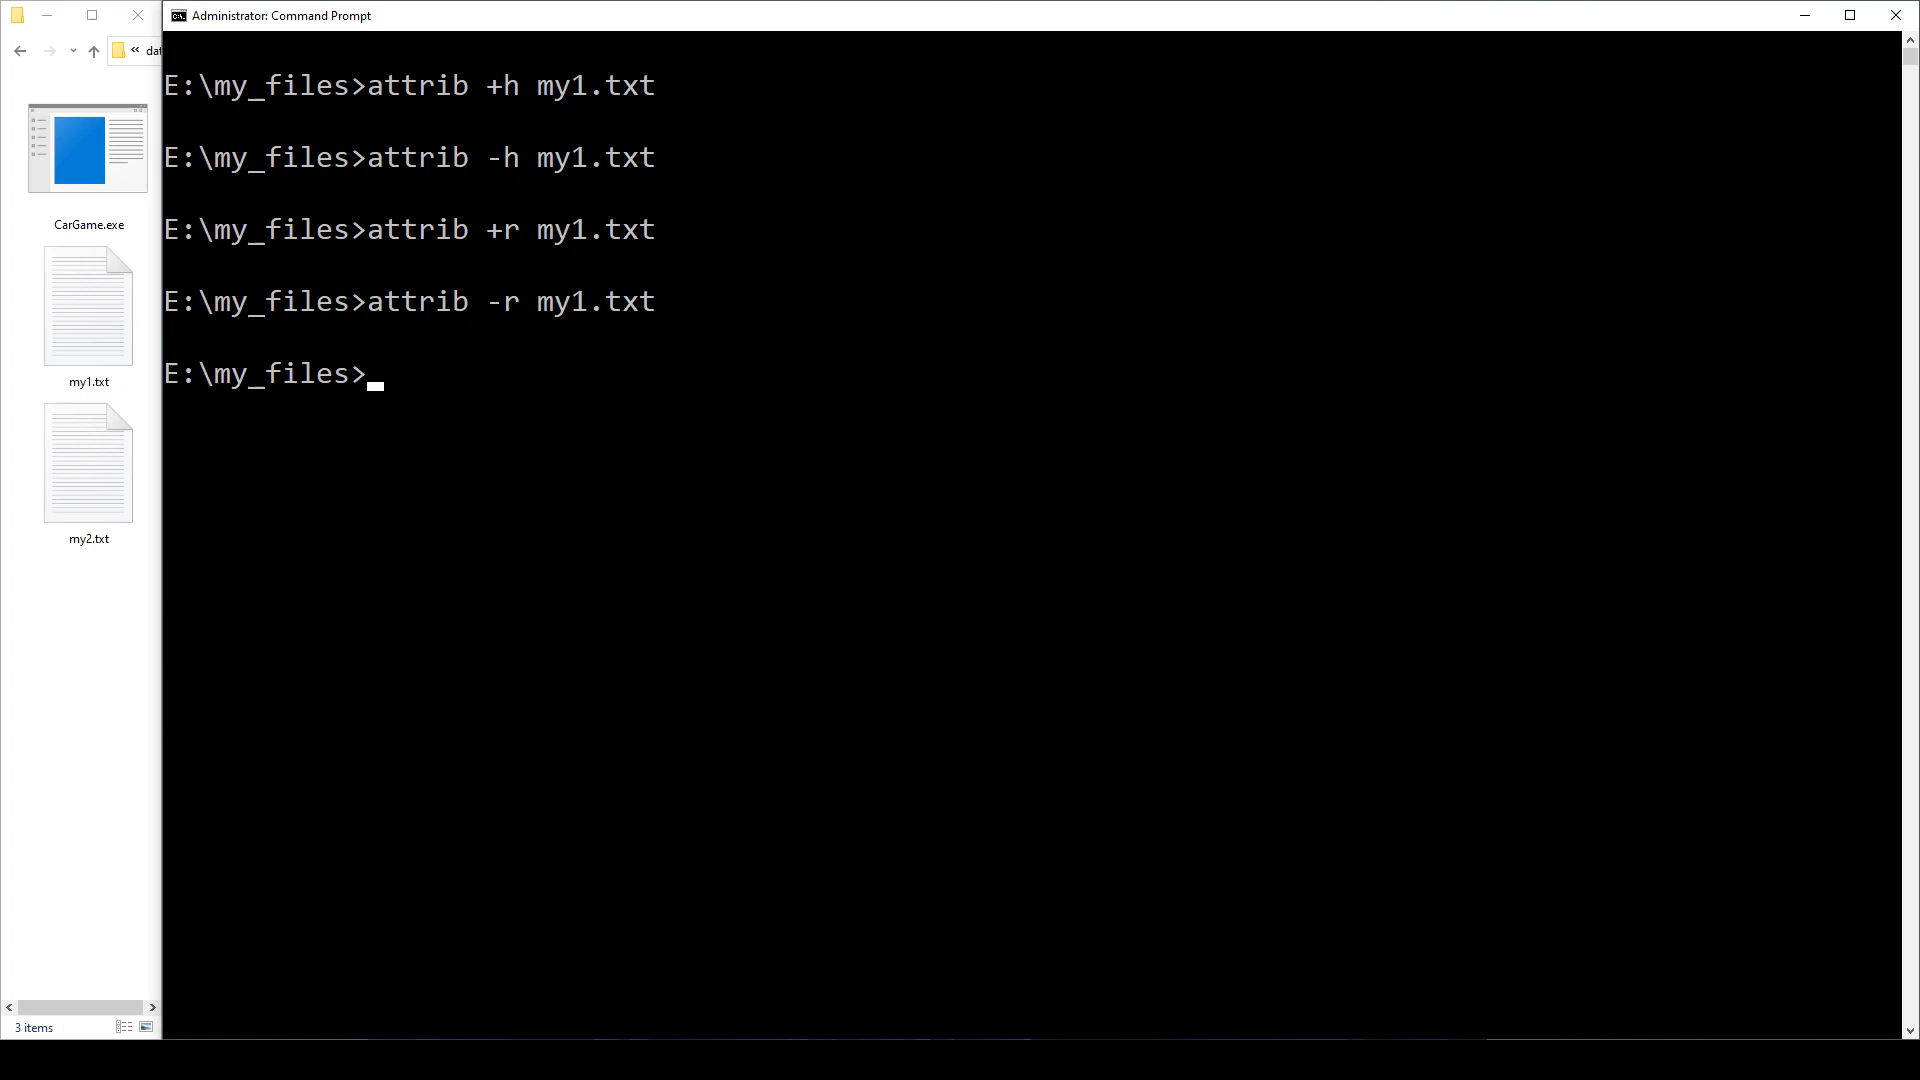 Administrator: Command Prompt
« dat
CarGame.exe
my1.txt
my2.txt
3 items
E:\my_files>attrib +h my1.txt
E:\my_files>attrib -h my1.txt
E:\my_files>attrib +r my1.txt
E:\my_files>attrib -r my1.txt
E:\my_files>